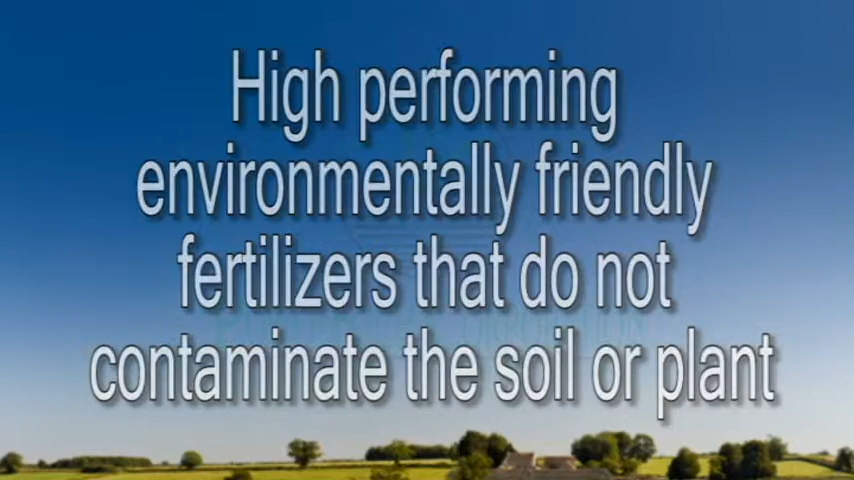 High performing
environmentally friendly
fertilizers that do not
contaminate the soil or plant